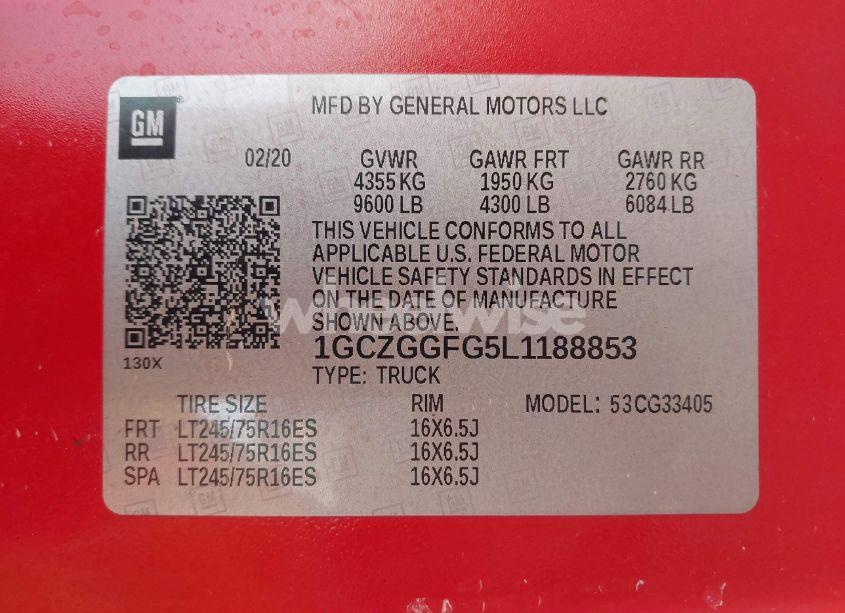 MFD BY GENERAL MOTORS LLC
GM
02/20 GVWR GAWR FRT GAWR RR
4355 KG 1950 KG 2760 KG
9600 LB 4300 LB 6084 LB
THIS VEHICLE CONFORMS TO ALL
APPLICABLE U.S. FEDERAL MOTOR
VEHICLE SAFETY STANDARDS IN EFFECT
ON THE DATE OF MANUFACTURE
SHOWN ABOVE.
130X
1GCZGGFG5L1188853
TYPE: TRUCK
TIRE SIZE RIM MODEL: 53CG33405
FRT LT245/75R16ES 16X6.5J
RR LT245/75R16ES 16X6.5J
SPA LT245/75R16ES 16X6.5J